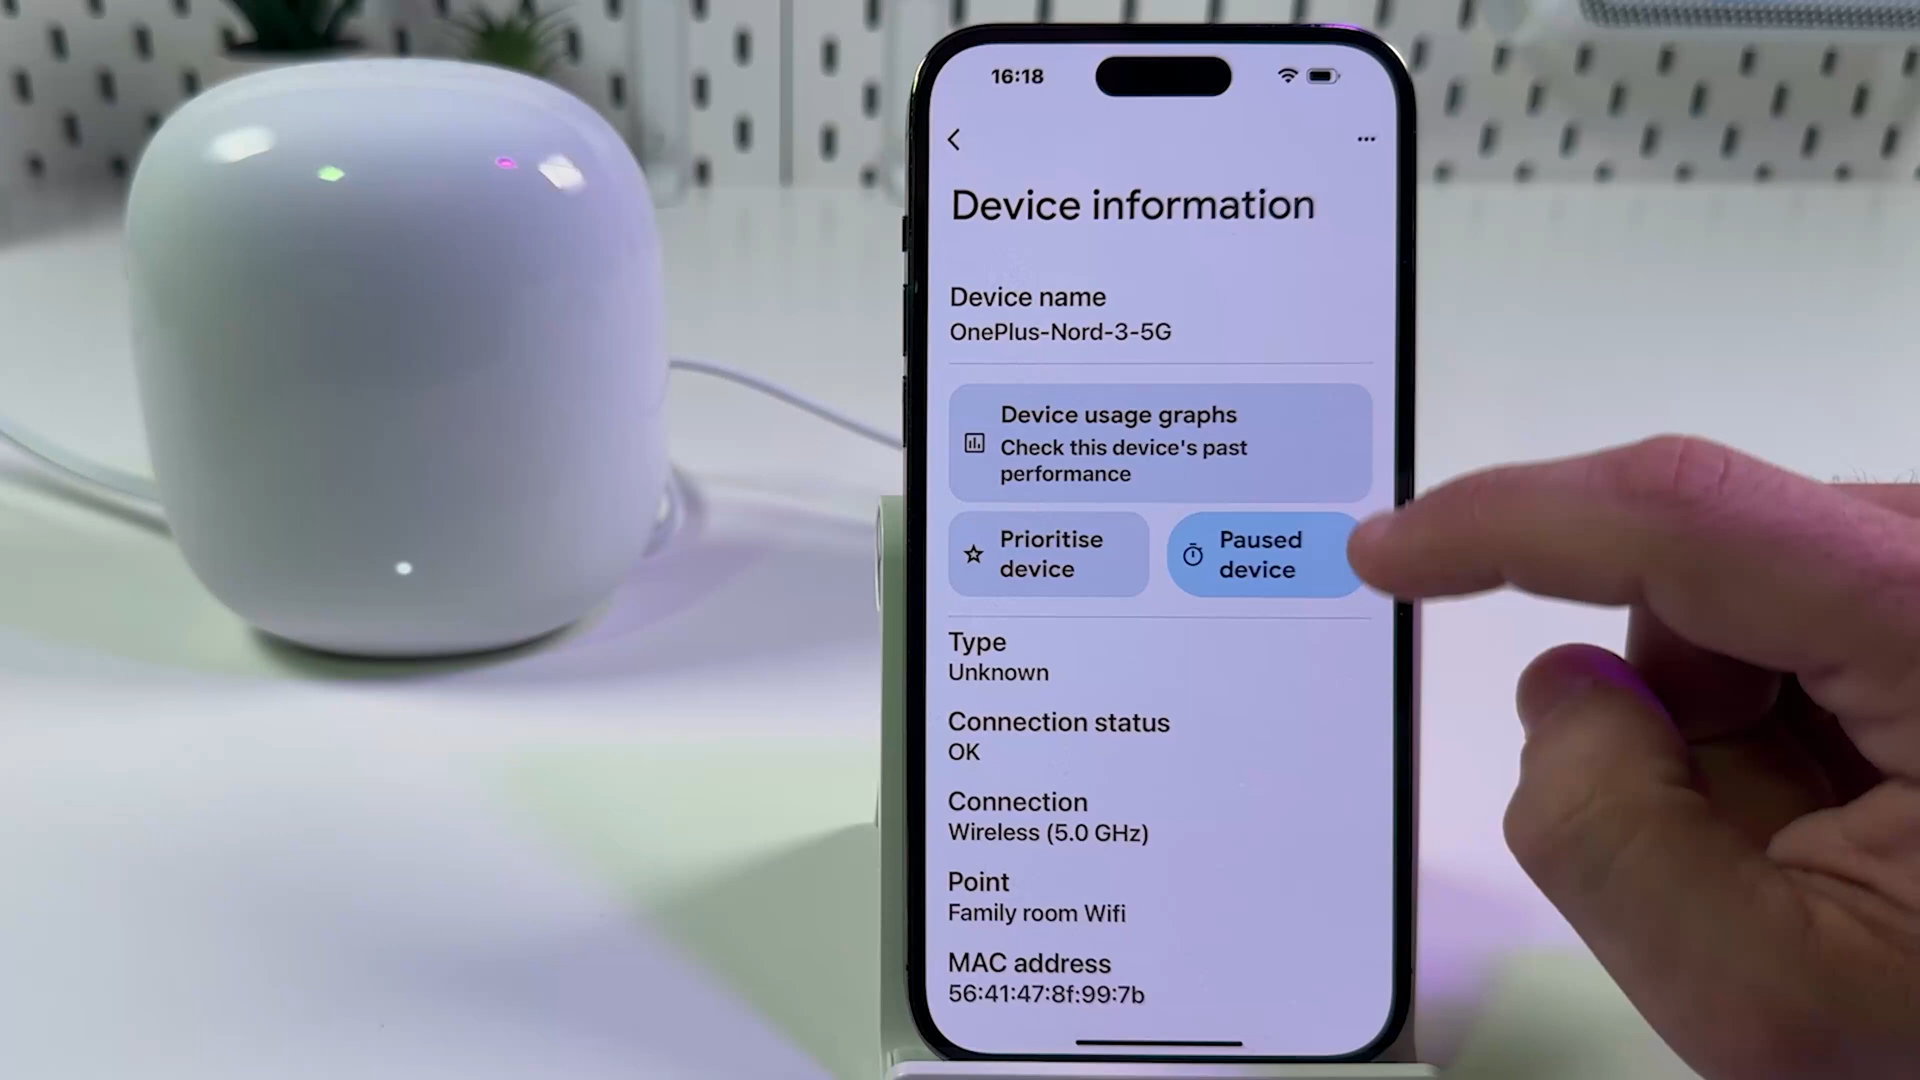 16:18
Device information
Device name
OnePlus-Nord-3-5G
Device usage graphs
Check this device's past
performance
Prioritise
device
Paused
device
Type
Unknown
Connection status
OK
Connection
Wireless (5.0 GHz)
Point
Family room Wifi
MAC address
56:41:47:8f:99:7b